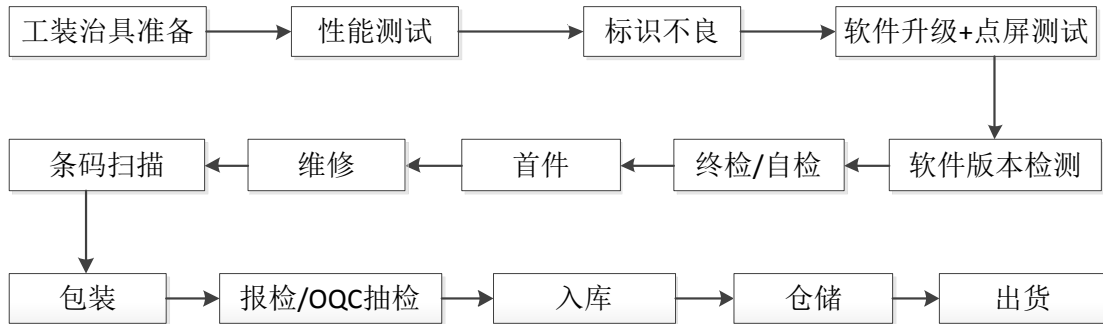 工装治具准备
性能测试
标识不良
软件升级+点屏测试
软件版本检测
终检/自检
首件
维修
条码扫描
包装
报检/OQC抽检
入库
仓储
出货